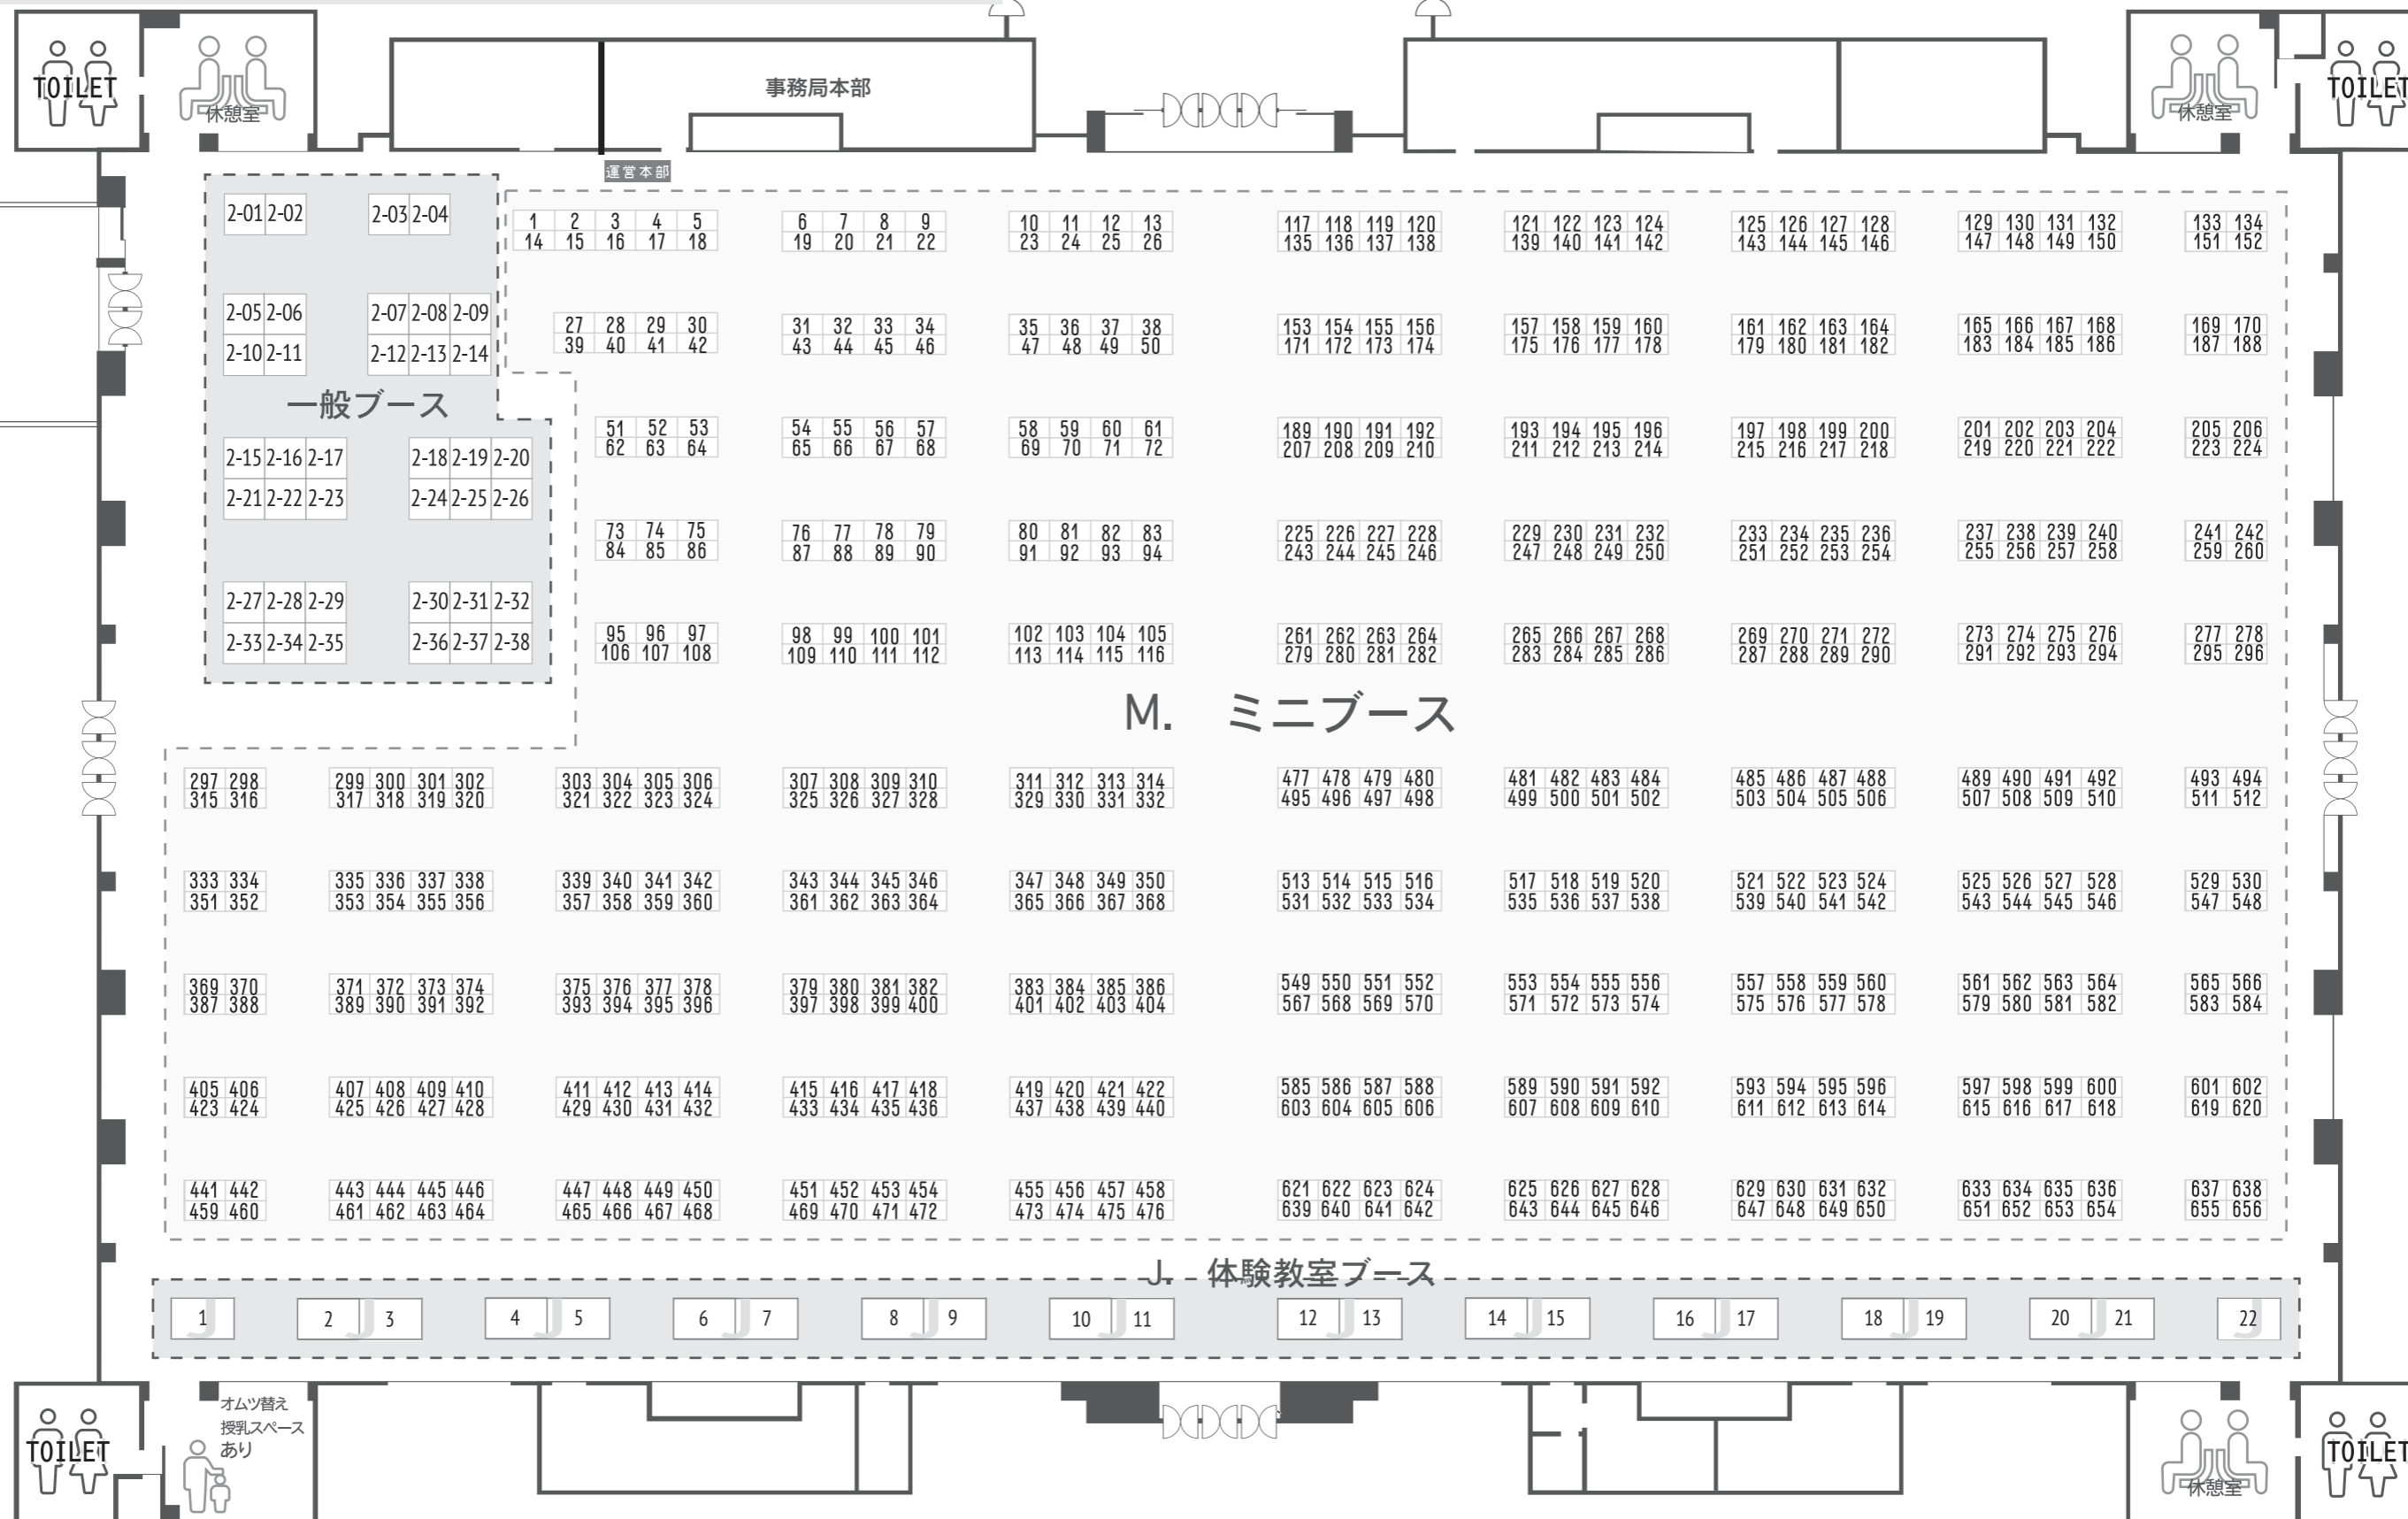 TOILET
休憩室
事務局本部
運営本部
休憩室
TOILET
2-01 2-02 2-03 2-04
2-05 2-06 2-07 2-08 2-09
2-10 2-11 2-12 2-13 2-14
一般ブース
2-15 2-16 2-17 2-18 2-19 2-20
2-21 2-22 2-23 2-24 2-25 2-26
2-27 2-28 2-29 2-30 2-31 2-32
2-33 2-34 2-35 2-36 2-37 2-38
1 2 3 4 5 6 7 8 9 10 11 12 13 117 118 119 120 121 122 123 124 125 126 127 128 129 130 131 132 133 134
14 15 16 17 18 19 20 21 22 23 24 25 26 135 136 137 138 139 140 141 142 143 144 145 146 147 148 149 150 151 152
27 28 29 30 31 32 33 34 35 36 37 38 153 154 155 156 157 158 159 160 161 162 163 164 165 166 167 168 169 170
39 40 41 42 43 44 45 46 47 48 49 50 171 172 173 174 175 176 177 178 179 180 181 182 183 184 185 186 187 188
51 52 53 54 55 56 57 58 59 60 61 189 190 191 192 193 194 195 196 197 198 199 200 201 202 203 204 205 206
62 63 64 65 66 67 68 69 70 71 72 207 208 209 210 211 212 213 214 215 216 217 218 219 220 221 222 223 224
73 74 75 76 77 78 79 80 81 82 83 225 226 227 228 229 230 231 232 233 234 235 236 237 238 239 240 241 242
84 85 86 87 88 89 90 91 92 93 94 243 244 245 246 247 248 249 250 251 252 253 254 255 256 257 258 259 260
95 96 97 98 99 100 101 102 103 104 105 261 262 263 264 265 266 267 268 269 270 271 272 273 274 275 276 277 278
106 107 108 109 110 111 112 113 114 115 116 279 280 281 282 283 284 285 286 287 288 289 290 291 292 293 294 295 296
M. ミニブース
297 298 299 300 301 302 303 304 305 306 307 308 309 310 311 312 313 314 477 478 479 480 481 482 483 484 485 486 487 488 489 490 491 492 493 494
315 316 317 318 319 320 321 322 323 324 325 326 327 328 329 330 331 332 495 496 497 498 499 500 501 502 503 504 505 506 507 508 509 510 511 512
333 334 335 336 337 338 339 340 341 342 343 344 345 346 347 348 349 350 513 514 515 516 517 518 519 520 521 522 523 524 525 526 527 528 529 530
351 352 353 354 355 356 357 358 359 360 361 362 363 364 365 366 367 368 531 532 533 534 535 536 537 538 539 540 541 542 543 544 545 546 547 548
369 370 371 372 373 374 375 376 377 378 379 380 381 382 383 384 385 386 549 550 551 552 553 554 555 556 557 558 559 560 561 562 563 564 565 566
387 388 389 390 391 392 393 394 395 396 397 398 399 400 401 402 403 404 567 568 569 570 571 572 573 574 575 576 577 578 579 580 581 582 583 584
405 406 407 408 409 410 411 412 413 414 415 416 417 418 419 420 421 422 585 586 587 588 589 590 591 592 593 594 595 596 597 598 599 600 601 602
423 424 425 426 427 428 429 430 431 432 433 434 435 436 437 438 439 440 603 604 605 606 607 608 609 610 611 612 613 614 615 616 617 618 619 620
441 442 443 444 445 446 447 448 449 450 451 452 453 454 455 456 457 458 621 622 623 624 625 626 627 628 629 630 631 632 633 634 635 636 637 638
459 460 461 462 463 464 465 466 467 468 469 470 471 472 473 474 475 476 639 640 641 642 643 644 645 646 647 648 649 650 651 652 653 654 655 656
J. 体験教室ブース
J J J J J J J J J J J J
1 2 3 4 5 6 7 8 9 10 11 12 13 14 15 16 17 18 19 20 21 22
TOILET
オムツ替え
授乳スペース
あり
休憩室
TOILET